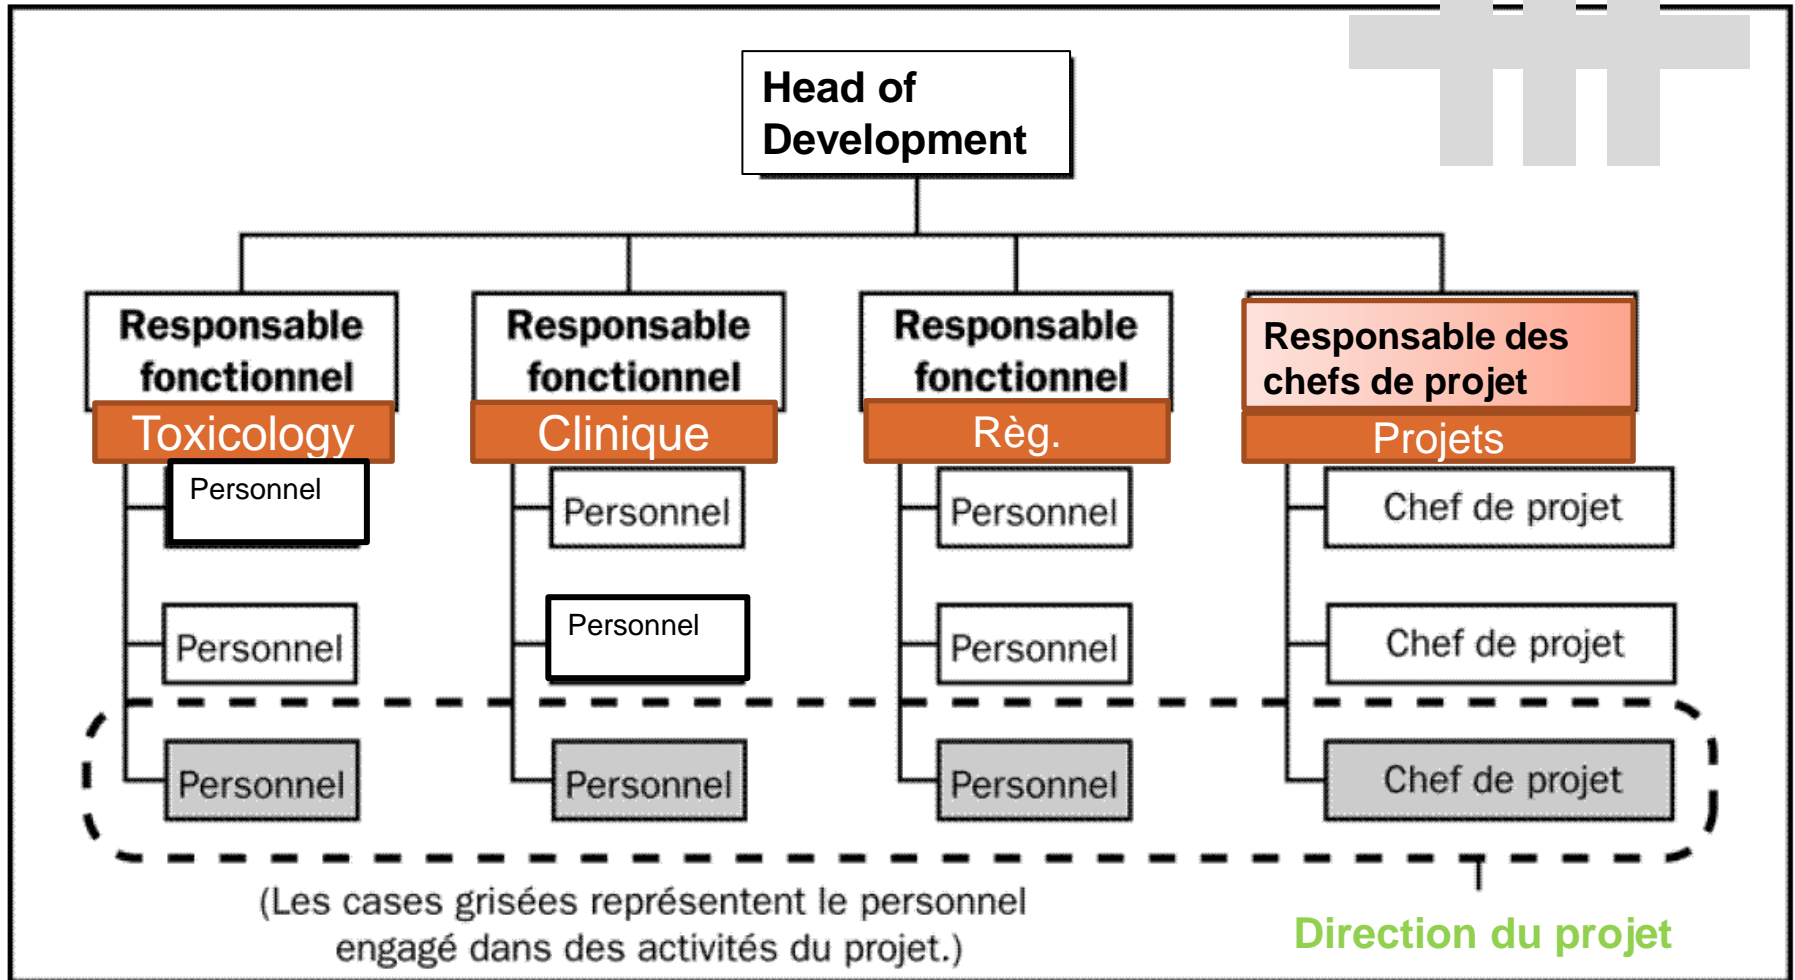 Head of
Development
Responsable
fonctionnel
Toxicology
Responsable
fonctionnel
Clinique
Responsable
fonctionnel
Règ.
Responsable des
chefs de projet
Projets
Personnel
Personnel
Personnel
Chef de projet
Personnel
Personnel
Personnel
Chef de projet
Personnel
Personnel
Personnel
Chef de projet
(Les cases grisées représentent le personnel
engagé dans des activités du projet.)
Direction du projet